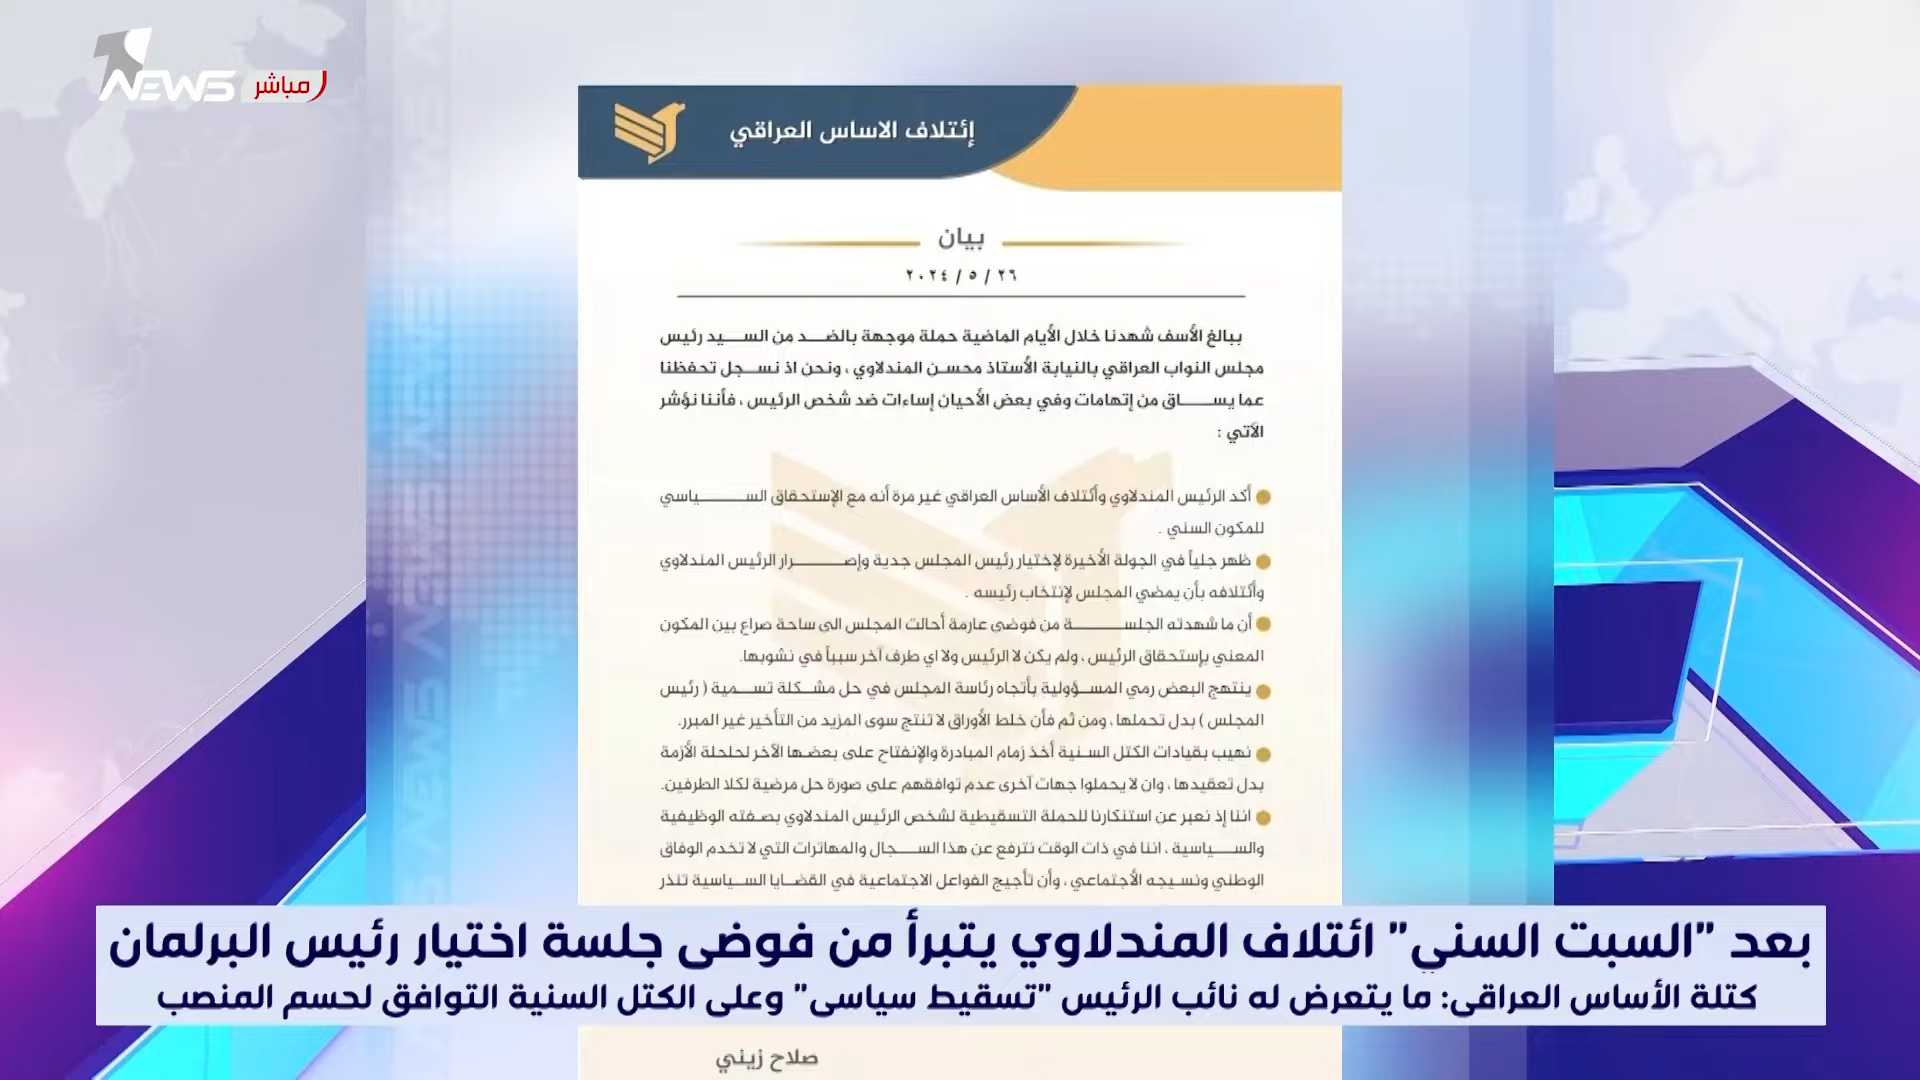 NEWS
مباشر
إئتلاف الاساس العراقي
بيان
٢٦ / ٥ / ٢٠٢٤
ببالغ الأسف شهدنا خلال الأيام الماضية حملة موجهة بالضد من السيد رئيس
مجلس النواب العراقي بالنيابة الأستاذ محسن المندلاوي ، ونحن اذ نسجل تحفظنا
عما يساق من إتهامات وفي بعض الأحيان إساءات ضد شخص الرئيس ، فأننا نؤشر
الآتي :
أكد الرئيس المندلاوي وأئتلاف الأساس العراقي غير مرة أنه مع الإستحقاق السياسي
للمكون السني .
ظهر جلياً في الجولة الأخيرة لإختيار رئيس المجلس جدية وإصرار الرئيس المندلاوي
وأئتلافه بأن يمضي المجلس لإنتخاب رئيسه .
أن ما شهدته الجلسة من فوضى عارمة أحالت المجلس الى ساحة صراع بين المكون
المعني بإستحقاق الرئيس ، ولم يكن لا الرئيس ولا اي طرف آخر سبباً في نشوبها.
ينتهج البعض رمي المسؤولية بأتجاه رئاسة المجلس في حل مشكلة تسمية ( رئيس
المجلس ) بدل تحملها ، ومن ثم فأن خلط الأوراق لا تنتج سوى المزيد من التأخير غير المبرر.
نهيب بقيادات الكتل السنية أخذ زمام المبادرة والإنفتاح على بعضها الآخر لحلحلة الأزمة
بدل تعقيدها ، وان لا يحملوا جهات آخرى عدم توافقهم على صورة حل مرضية لكلا الطرفين.
اننا إذ نعبر عن استنكارنا للحملة التسقيطية لشخص الرئيس المندلاوي بصفته الوظيفية
والسياسية ، اننا في ذات الوقت نترفع عن هذا السجال والمهاترات التي لا تخدم الوفاق
الوطني ونسيجه الأجتماعي ، وأن تأجيج الفواعل الاجتماعية في القضايا السياسية تنذر
بعد "السبت السني" ائتلاف المندلاوي يتبرأ من فوضى جلسة اختيار رئيس البرلمان
كتلة الأساس العراقي: ما يتعرض له نائب الرئيس "تسقيط سياسي" وعلى الكتل السنية التوافق لحسم المنصب
صلاح زيني